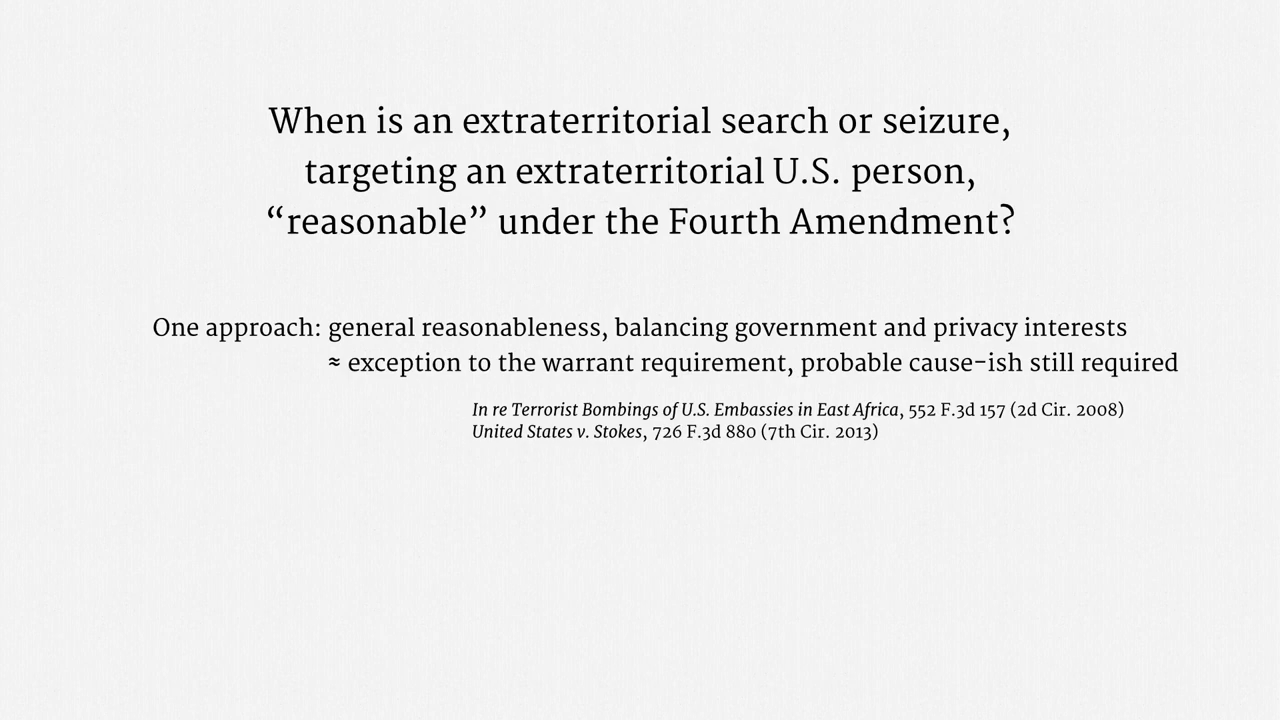 When is an extraterritorial search or seizure,
targeting an extraterritorial U.S. person,
“reasonable” under the Fourth Amendment?
One approach: general reasonableness, balancing government and privacy interests
≈ exception to the warrant requirement, probable cause-ish still required
In re Terrorist Bombings of U.S. Embassies in East Africa, 552 F.3d 157 (2d Cir. 2008)
United States v. Stokes, 726 F.3d 880 (7th Cir. 2013)